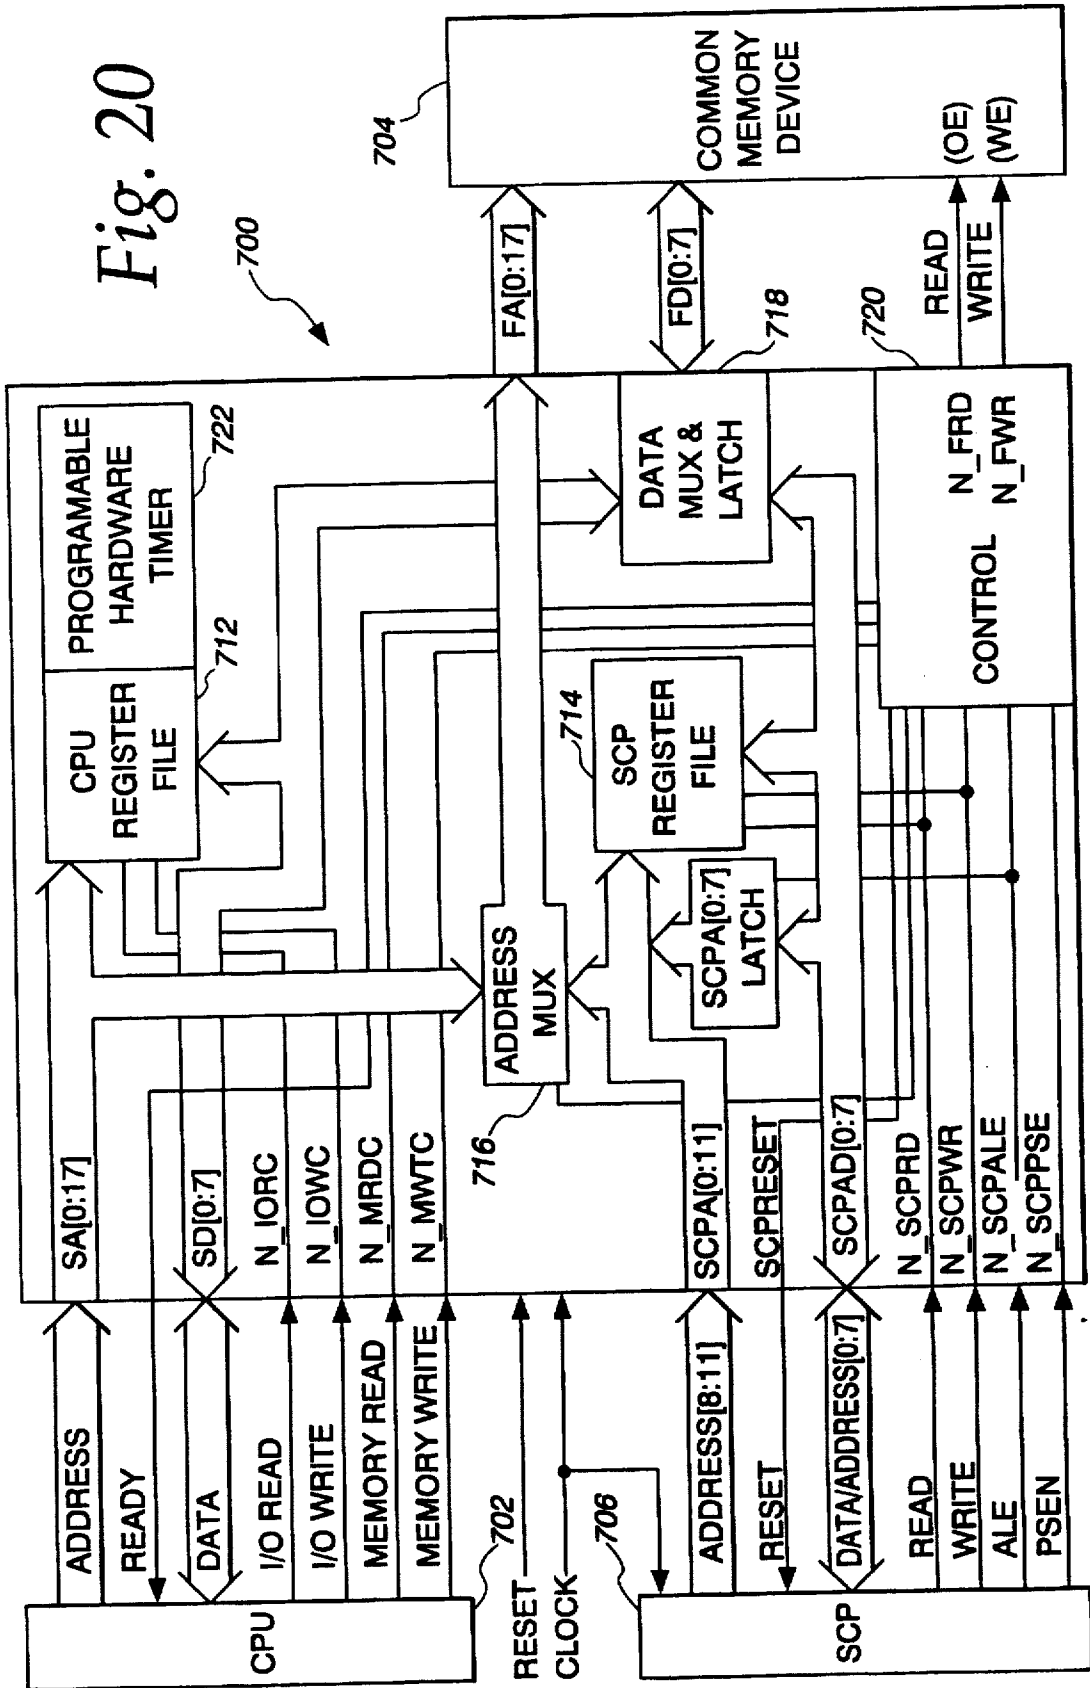 Fig. 20
700
CPU
702
ADDRESS
READY
DATA
I/O READ
I/O WRITE
MEMORY READ
MEMORY WRITE
RESET
CLOCK
706
SCP
ADDRESS[8:11]
RESET
DATA/ADDRESS[0:7]
READ
WRITE
ALE
PSEN
SA[0:17]
SD[0:7]
N_IORC
N_IOWC
N_MRDC
N_MWTC
716
SCPA[0:11]
SCPRESET
SCPAD[0:7]
N_SCPRD
N_SCPWR
N_SCPALE
N_SCPPSE
CPU
REGISTER
FILE
712
PROGRAMABLE
HARDWARE
TIMER
722
ADDRESS
MUX
SCPA[0:7]
LATCH
714
SCP
REGISTER
FILE
DATA
MUX &
LATCH
718
CONTROL
N_FRD
N_FWR
720
FA[0:17]
FD[0:7]
READ
WRITE
704
COMMON
MEMORY
DEVICE
(OE)
(WE)